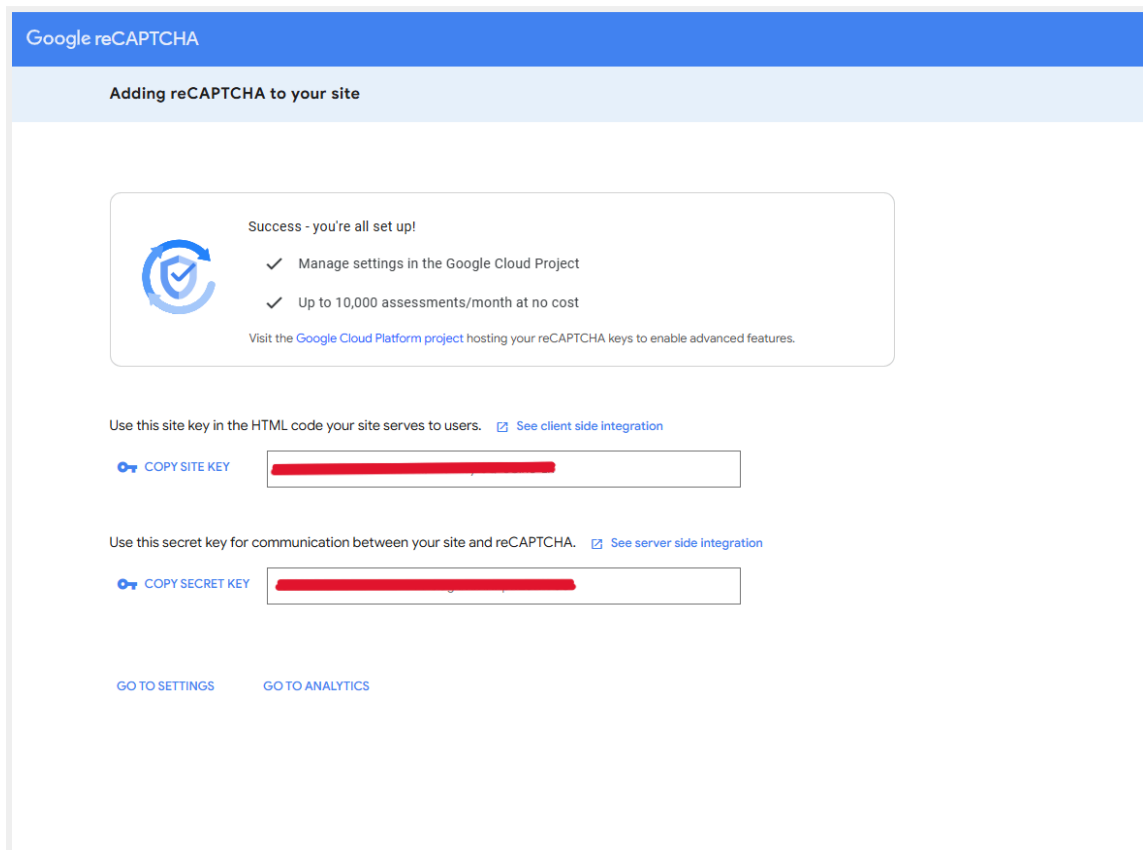 Google reCAPTCHA
Adding reCAPTCHA to your site
Success - you're all set up!
Manage settings in the Google Cloud Project
Up to 10,000 assessments/month at no cost
Visit the Google Cloud Platform project hosting your reCAPTCHA keys to enable advanced features.
Use this site key in the HTML code your site serves to users. See client side integration
COPY SITE KEY
Use this secret key for communication between your site and reCAPTCHA. See server side integration
COPY SECRET KEY
GO TO SETTINGS GO TO ANALYTICS